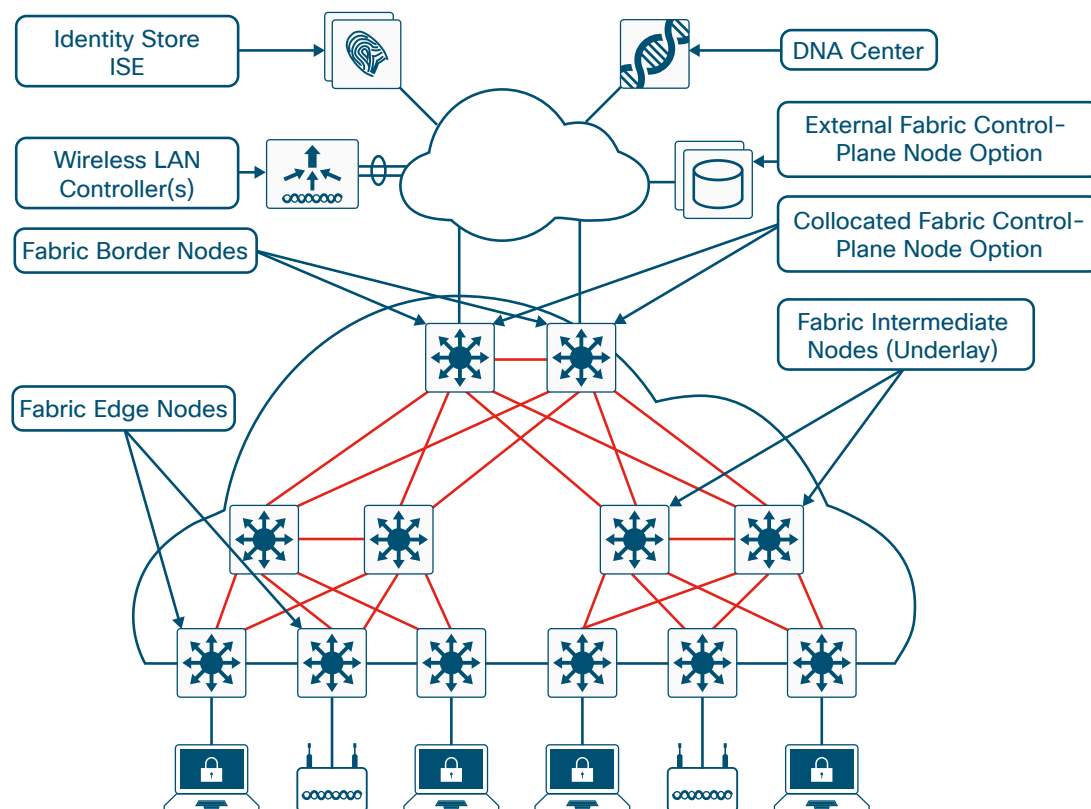 Identity Store
ISE
DNA Center
External Fabric Control-
Plane Node Option
Wireless LAN
Controller(s)
Collocated Fabric Control-
Plane Node Option
Fabric Border Nodes
Fabric Intermediate
Nodes (Underlay)
Fabric Edge Nodes